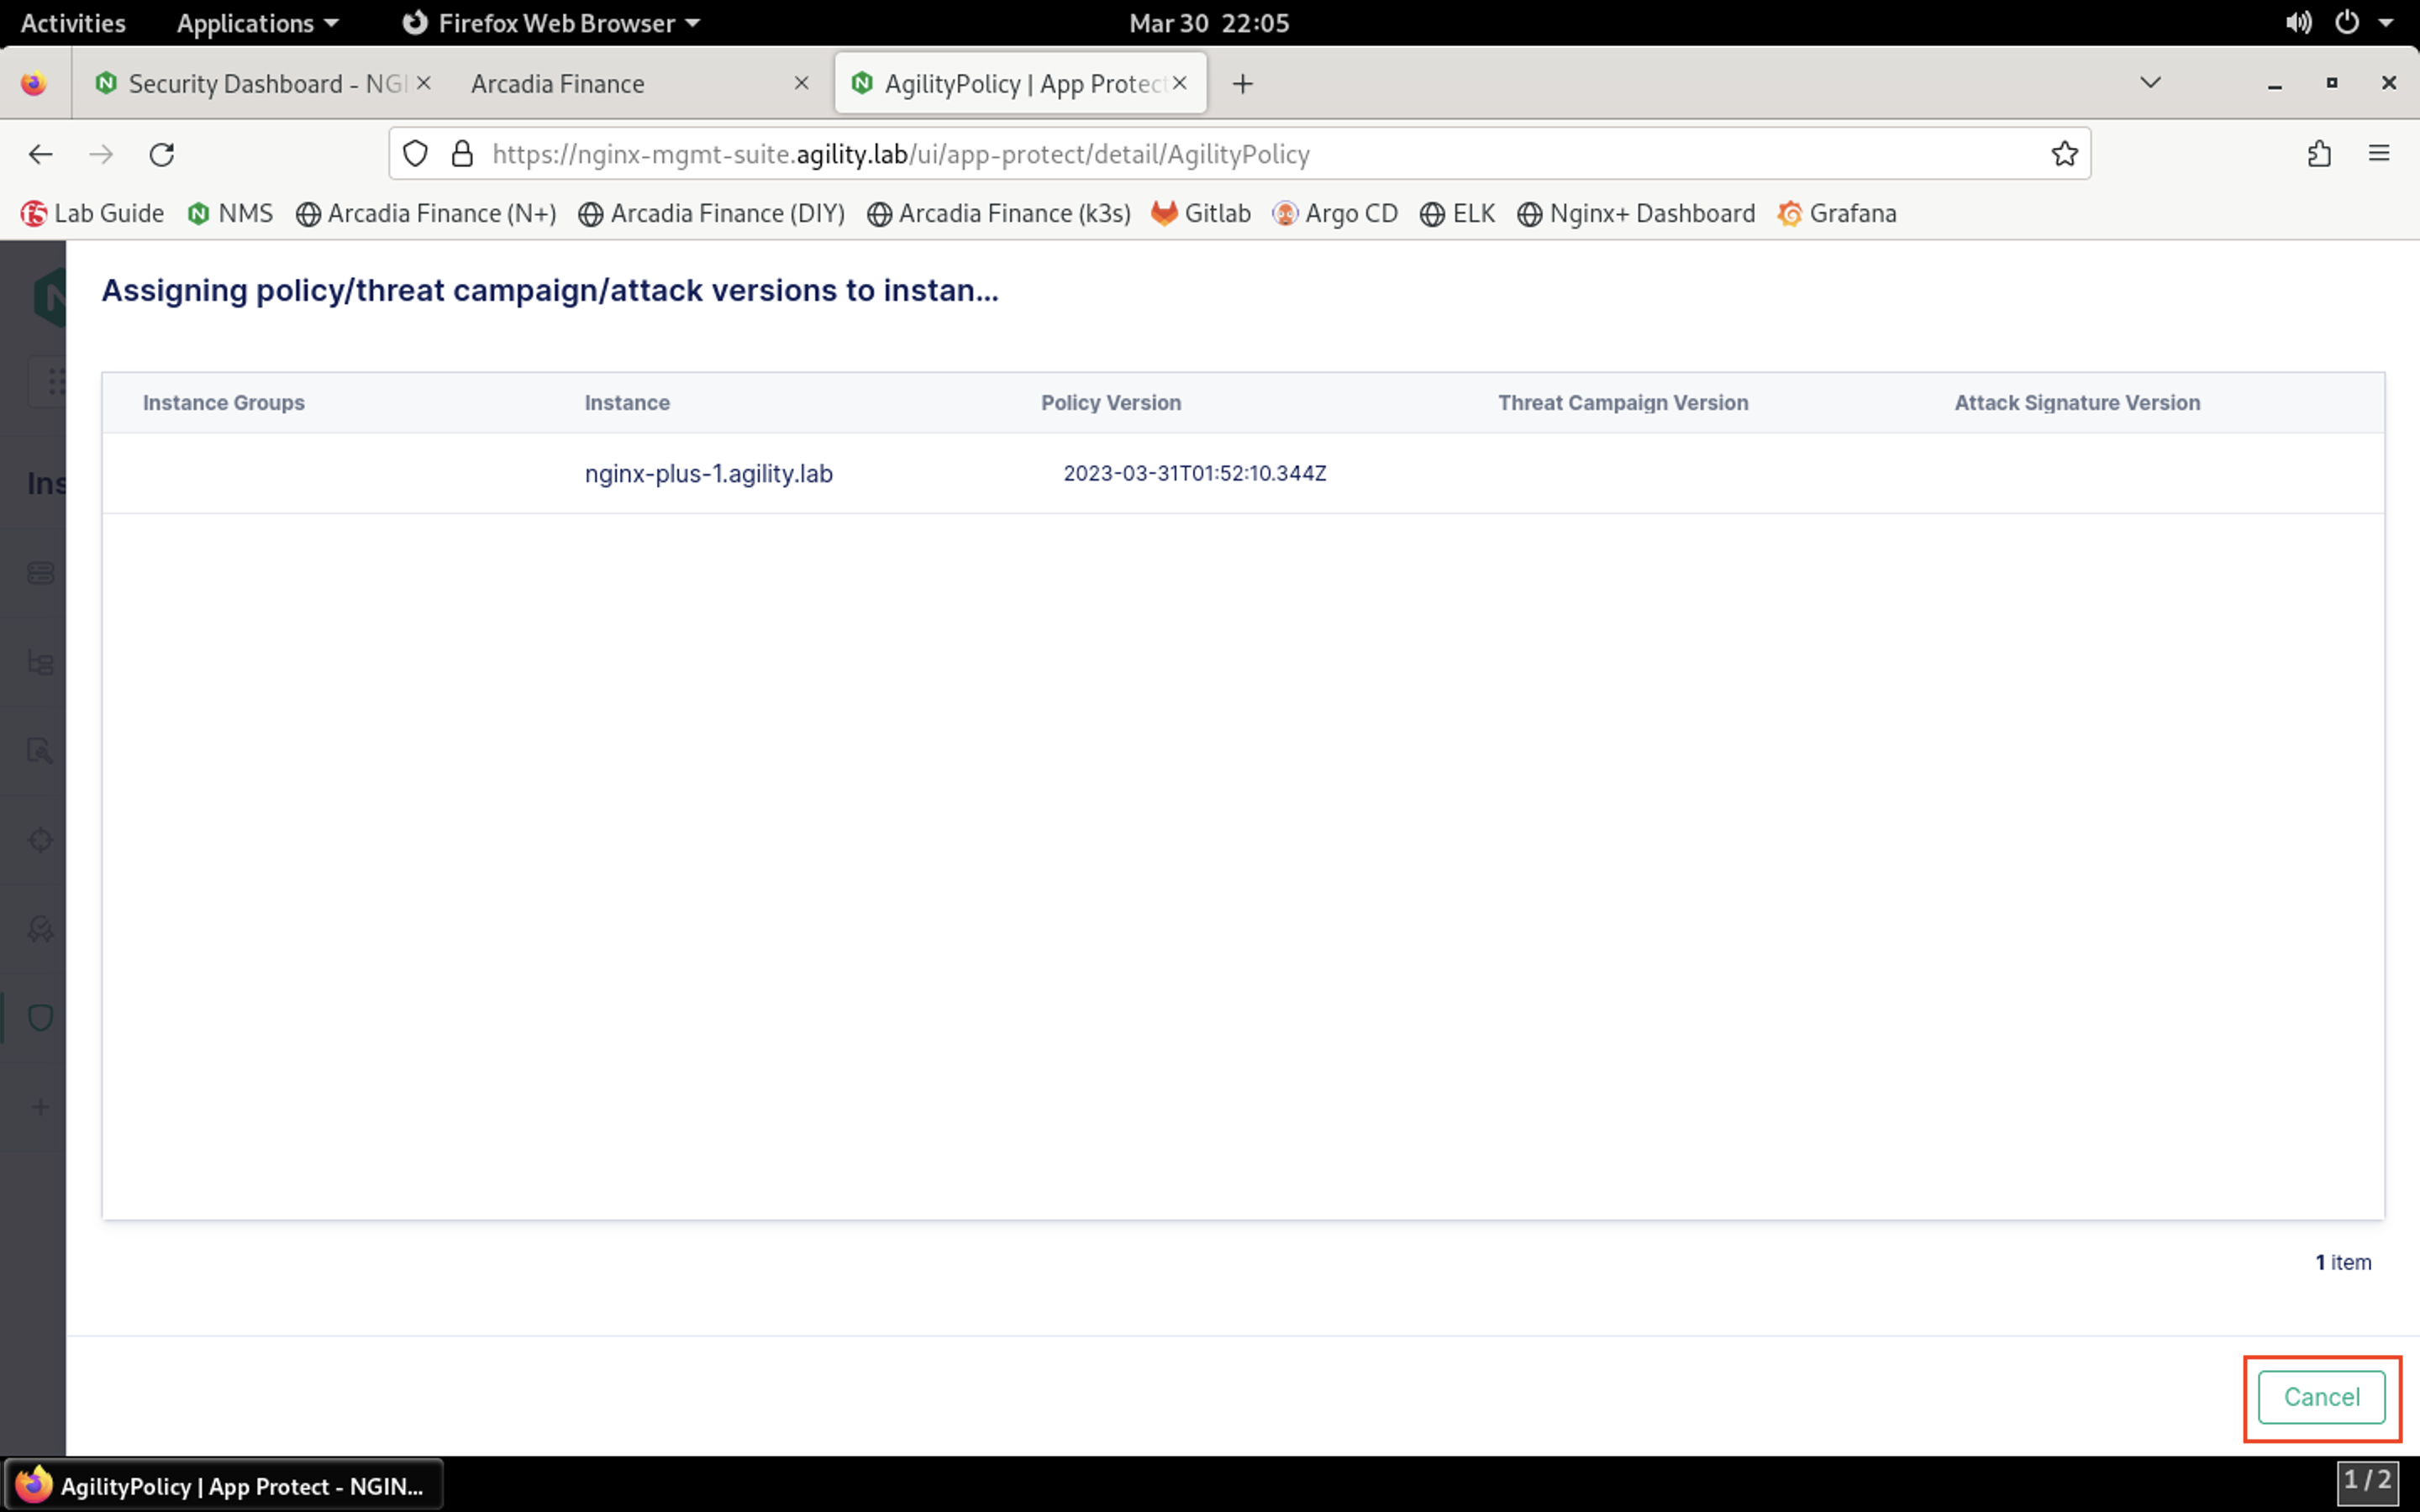 Activities Applications Firefox Web Browser Mar 30 22:05
Security Dashboard - NGI Arcadia Finance AgilityPolicy | App Protect
https://nginx-mgmt-suite.agility.lab/ui/app-protect/detail/AgilityPolicy
Lab Guide NMS Arcadia Finance (N+) Arcadia Finance (DIY) Arcadia Finance (k3s) Gitlab Argo CD ELK Nginx+ Dashboard Grafana
Assigning policy/threat campaign/attack versions to instan...
Instance Groups Instance Policy Version Threat Campaign Version Attack Signature Version
Ins
nginx-plus-1.agility.lab 2023-03-31T01:52:10.344Z
1 item
Cancel
AgilityPolicy | App Protect - NGIN... 1 / 2